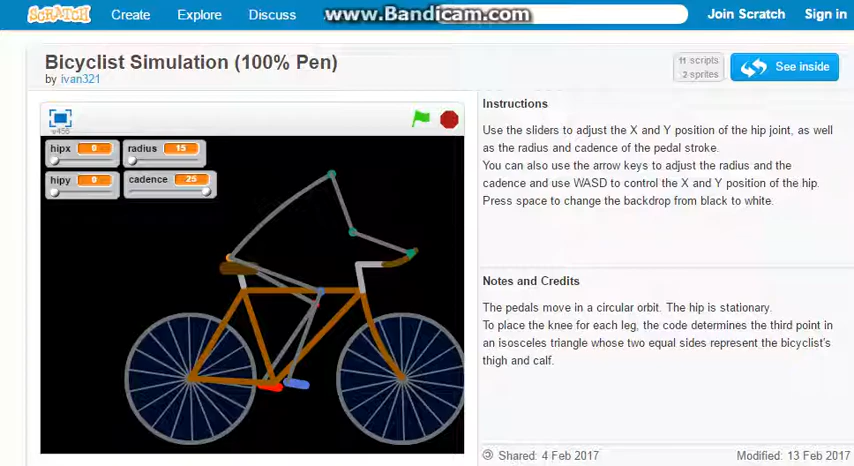 SCRATCH Create Explore Discuss www.Bandicam.com Join Scratch Sign in
Bicyclist Simulation (100% Pen)
by ivan321
11 scripts
2 sprites
See inside
v456
hipx 0 radius 15
hipy 0 cadence 25
Instructions
Use the sliders to adjust the X and Y position of the hip joint, as well
as the radius and cadence of the pedal stroke.
You can also use the arrow keys to adjust the radius and the
cadence and use WASD to control the X and Y position of the hip.
Press space to change the backdrop from black to white.
Notes and Credits
The pedals move in a circular orbit. The hip is stationary.
To place the knee for each leg, the code determines the third point in
an isosceles triangle whose two equal sides represent the bicyclist's
thigh and calf.
Shared: 4 Feb 2017 Modified: 13 Feb 2017